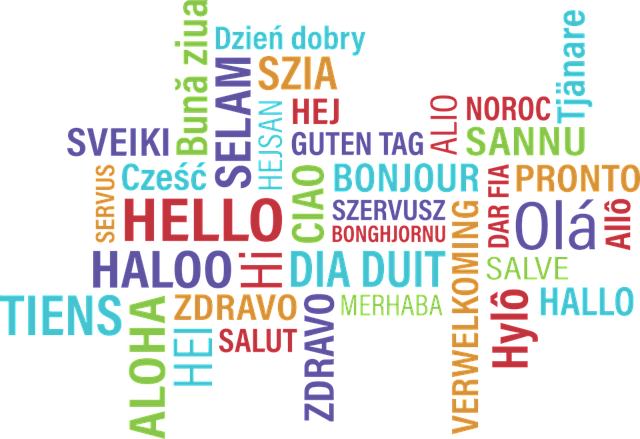 Bună ziua
Dzień dobry
Tjänare
SELAM
SZIA
HEJSAN
HEJ
ALIO
NOROC
SVEIKI
GUTEN TAG
SANNU
SERVUS
Cześć
CIAO
BONJOUR
DAR FIA
PRONTO
HELLO
SZERVUSZ
Olá
Allô
BONGHJORNU
VERWELKOMING
HALOO
Hi
DIA DUIT
SALVE
TIENS
ALOHA
ZDRAVO
ZDRAVO
MERHABA
Hylô
HALLO
HEI
SALUT